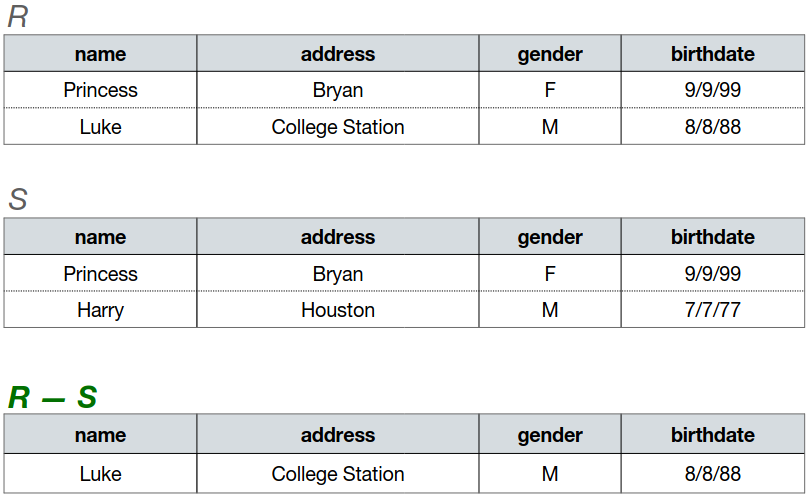 R
name address gender birthdate
Princess Bryan F 9/9/99
Luke College Station M 8/8/88
S
name address gender birthdate
Princess Bryan F 9/9/99
Harry Houston M 7/7/77
R — S
name address gender birthdate
Luke College Station M 8/8/88